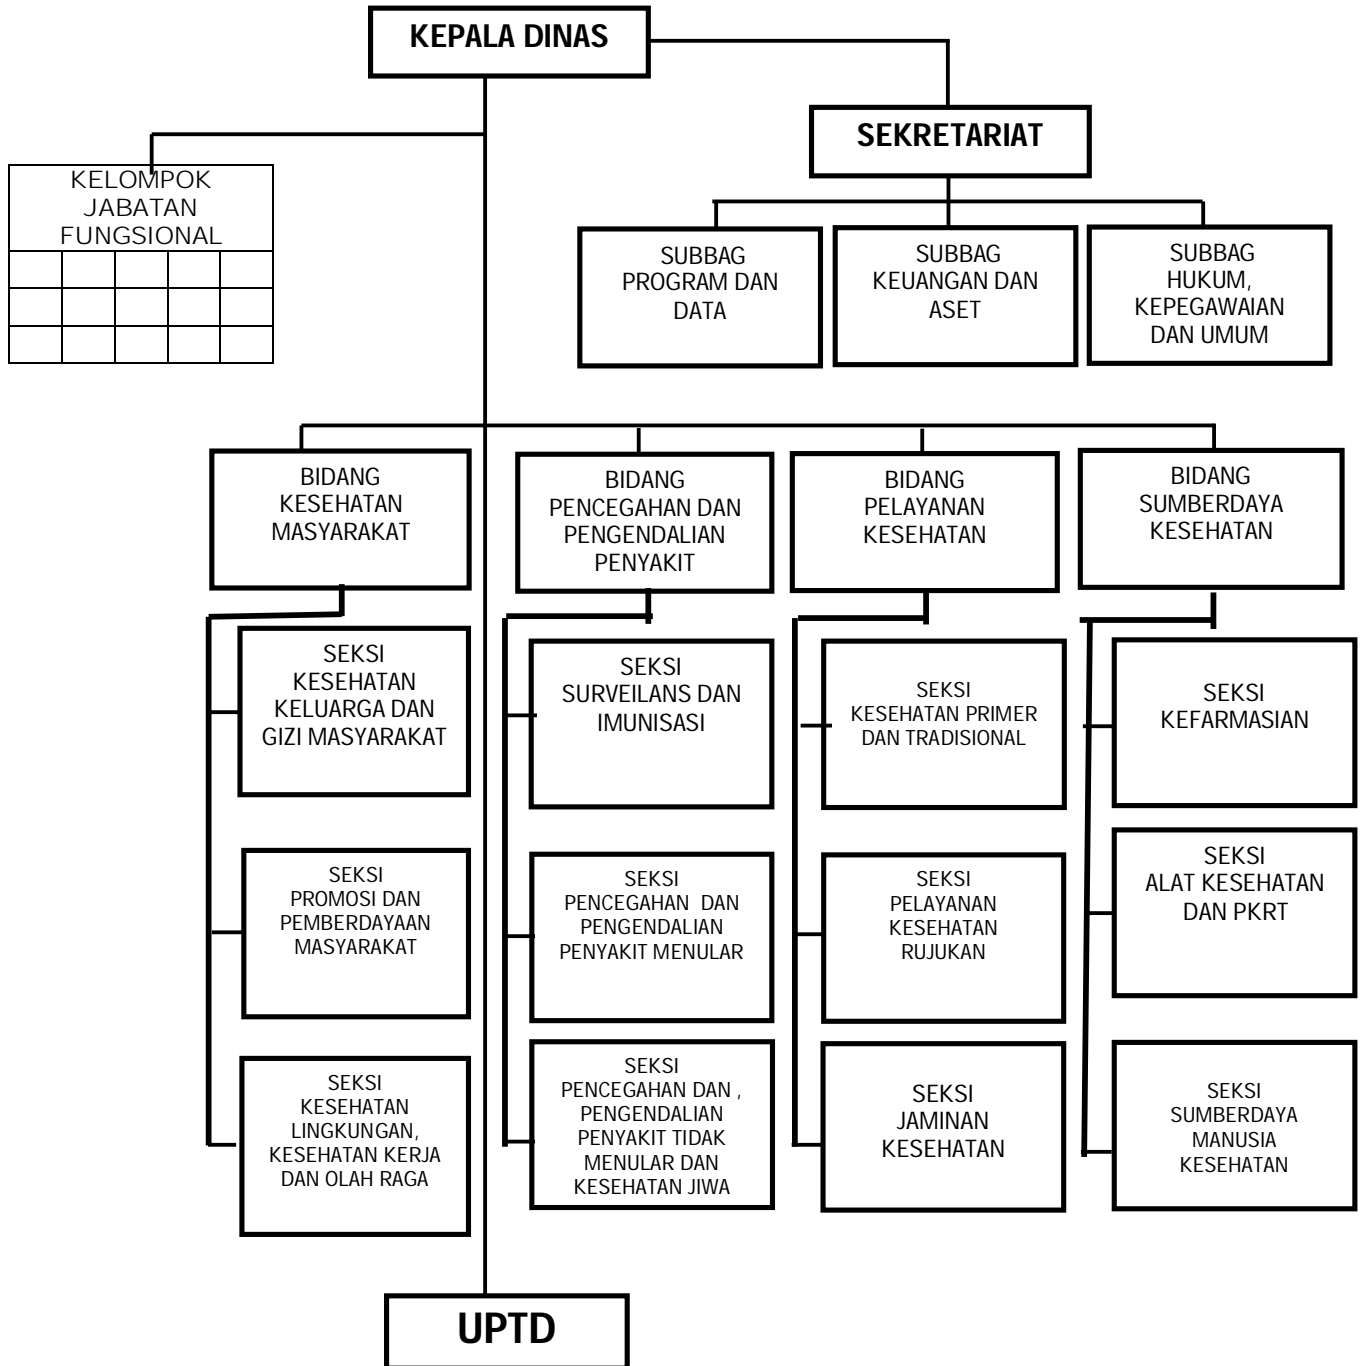 KEPALA DINAS
SEKRETARIAT
KELOMPOK
JABATAN
FUNGSIONAL
SUBBAG
PROGRAM DAN
DATA
SUBBAG
KEUANGAN DAN
ASET
SUBBAG
HUKUM,
KEPEGAWAIAN
DAN UMUM
BIDANG
KESEHATAN
MASYARAKAT
BIDANG
PENCEGAHAN DAN
PENGENDALIAN
PENYAKIT
BIDANG
PELAYANAN
KESEHATAN
BIDANG
SUMBERDAYA
KESEHATAN
SEKSI
KESEHATAN
KELUARGA DAN
GIZI MASYARAKAT
SEKSI
SURVEILANS DAN
IMUNISASI
SEKSI
KESEHATAN PRIMER
DAN TRADISIONAL
SEKSI
KEFARMASIAN
SEKSI
PROMOSI DAN
PEMBERDAYAAN
MASYARAKAT
SEKSI
PENCEGAHAN  DAN
PENGENDALIAN
PENYAKIT MENULAR
SEKSI
PELAYANAN
KESEHATAN
RUJUKAN
SEKSI
ALAT KESEHATAN
DAN PKRT
SEKSI
KESEHATAN
LINGKUNGAN,
KESEHATAN KERJA
DAN OLAH RAGA
SEKSI
PENCEGAHAN DAN ,
PENGENDALIAN
PENYAKIT TIDAK
MENULAR DAN
KESEHATAN JIWA
SEKSI
JAMINAN
KESEHATAN
SEKSI
SUMBERDAYA
MANUSIA
KESEHATAN
UPTD